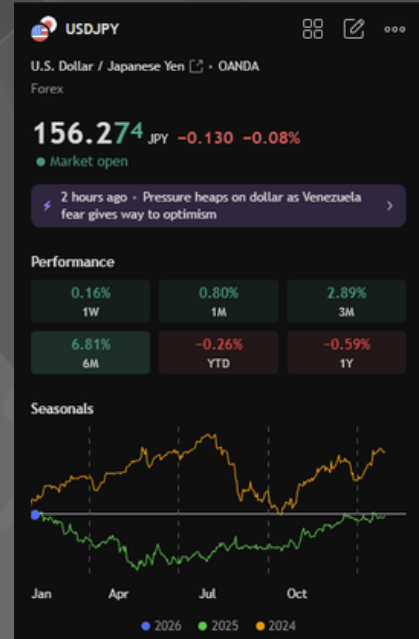 USDJPY
U.S. Dollar / Japanese Yen • OANDA
Forex
156.274 JPY −0.130 −0.08%
Market open
2 hours ago • Pressure heaps on dollar as Venezuela
fear gives way to optimism
Performance
0.16% 0.80% 2.89%
1W 1M 3M
6.81% −0.26% −0.59%
6M YTD 1Y
Seasonals
Jan Apr Jul Oct
2026 2025 2024